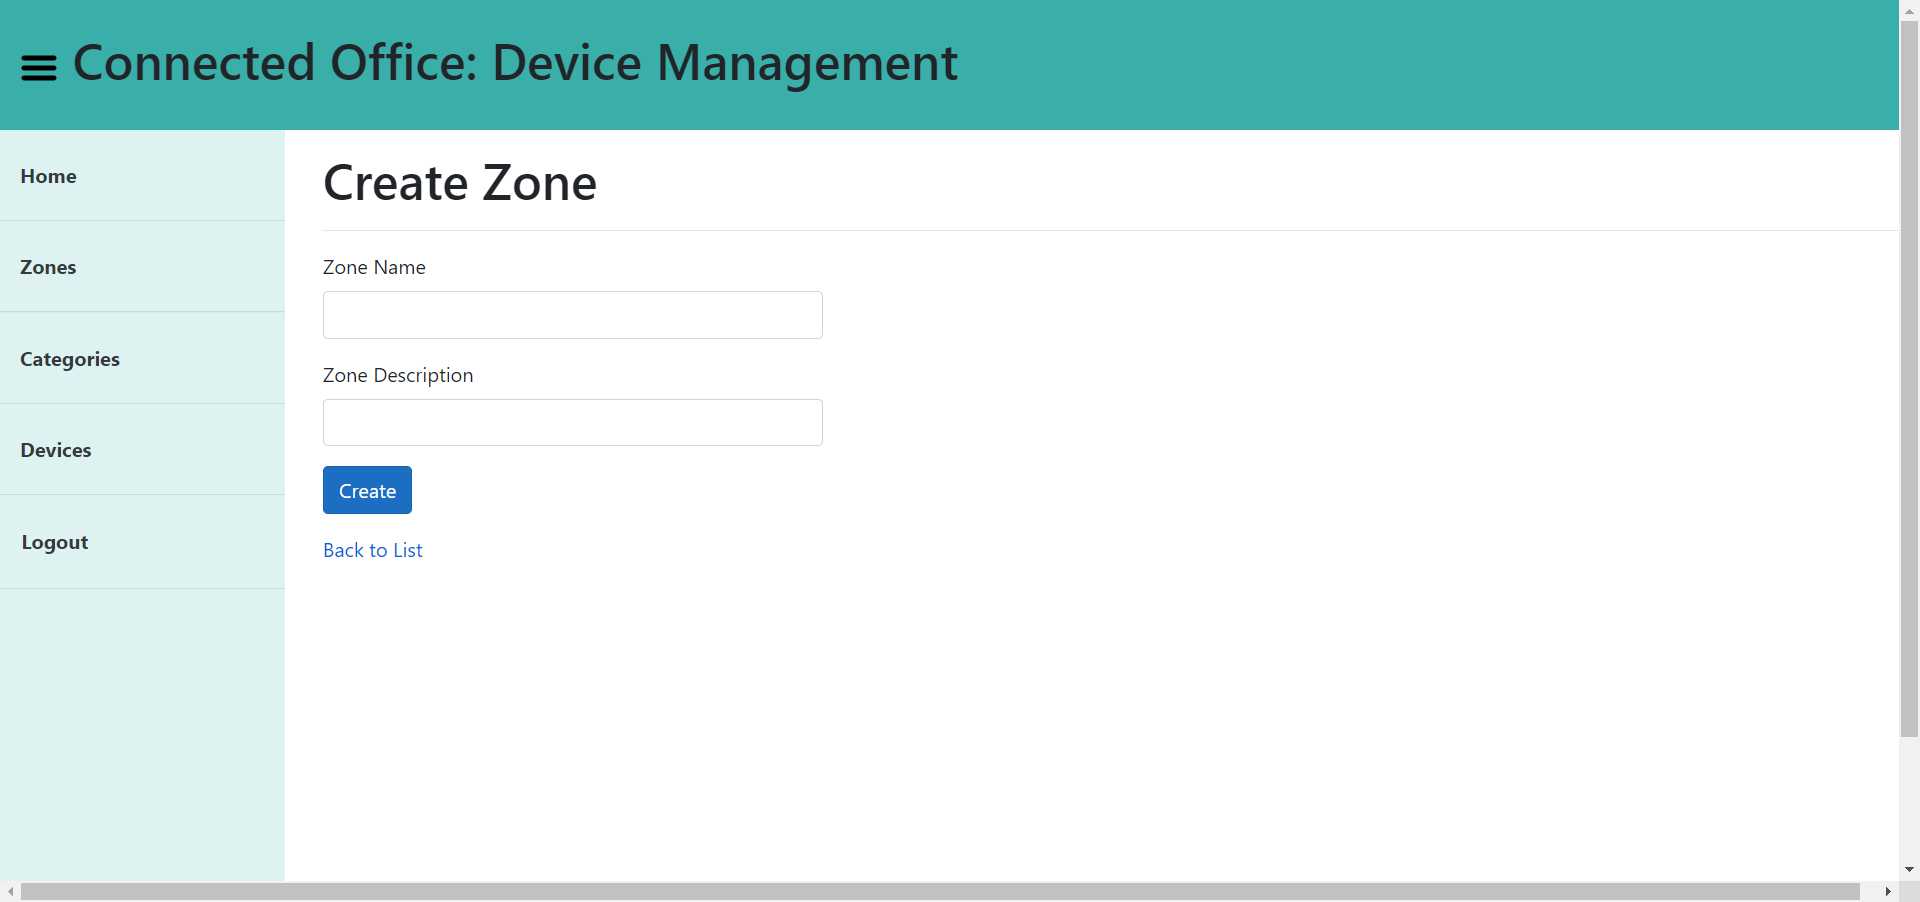 Connected Office: Device Management
Home
Zones
Categories
Devices
Logout
Create Zone
Zone Name
Zone Description
Create
Back to List